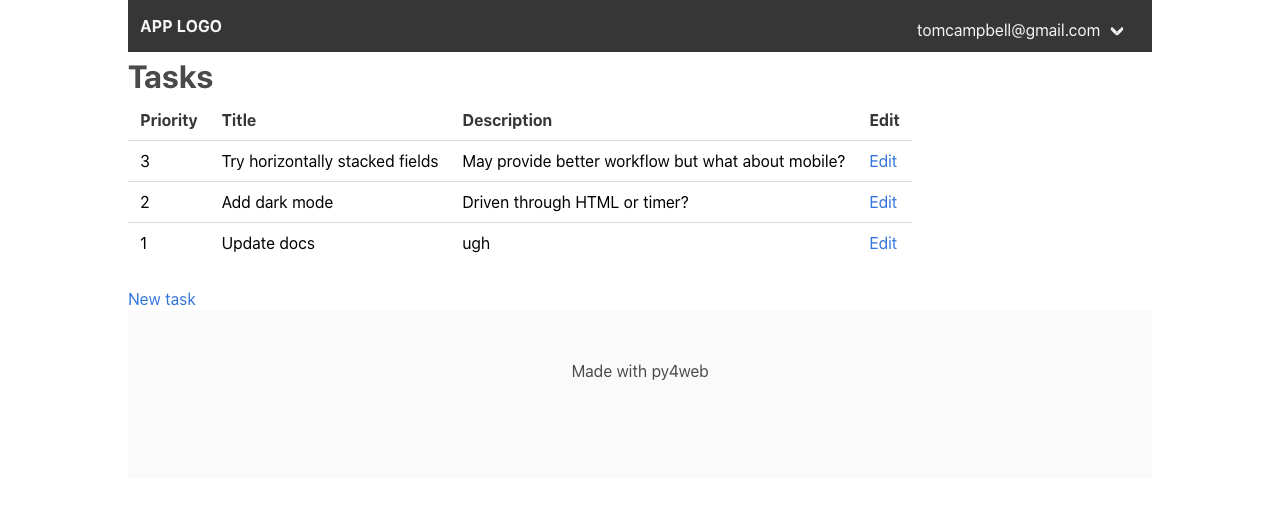 APP LOGO tomcampbell@gmail.com
Tasks
Priority Title Description Edit
3 Try horizontally stacked fields May provide better workflow but what about mobile? Edit
2 Add dark mode Driven through HTML or timer? Edit
1 Update docs ugh Edit
New task
Made with py4web